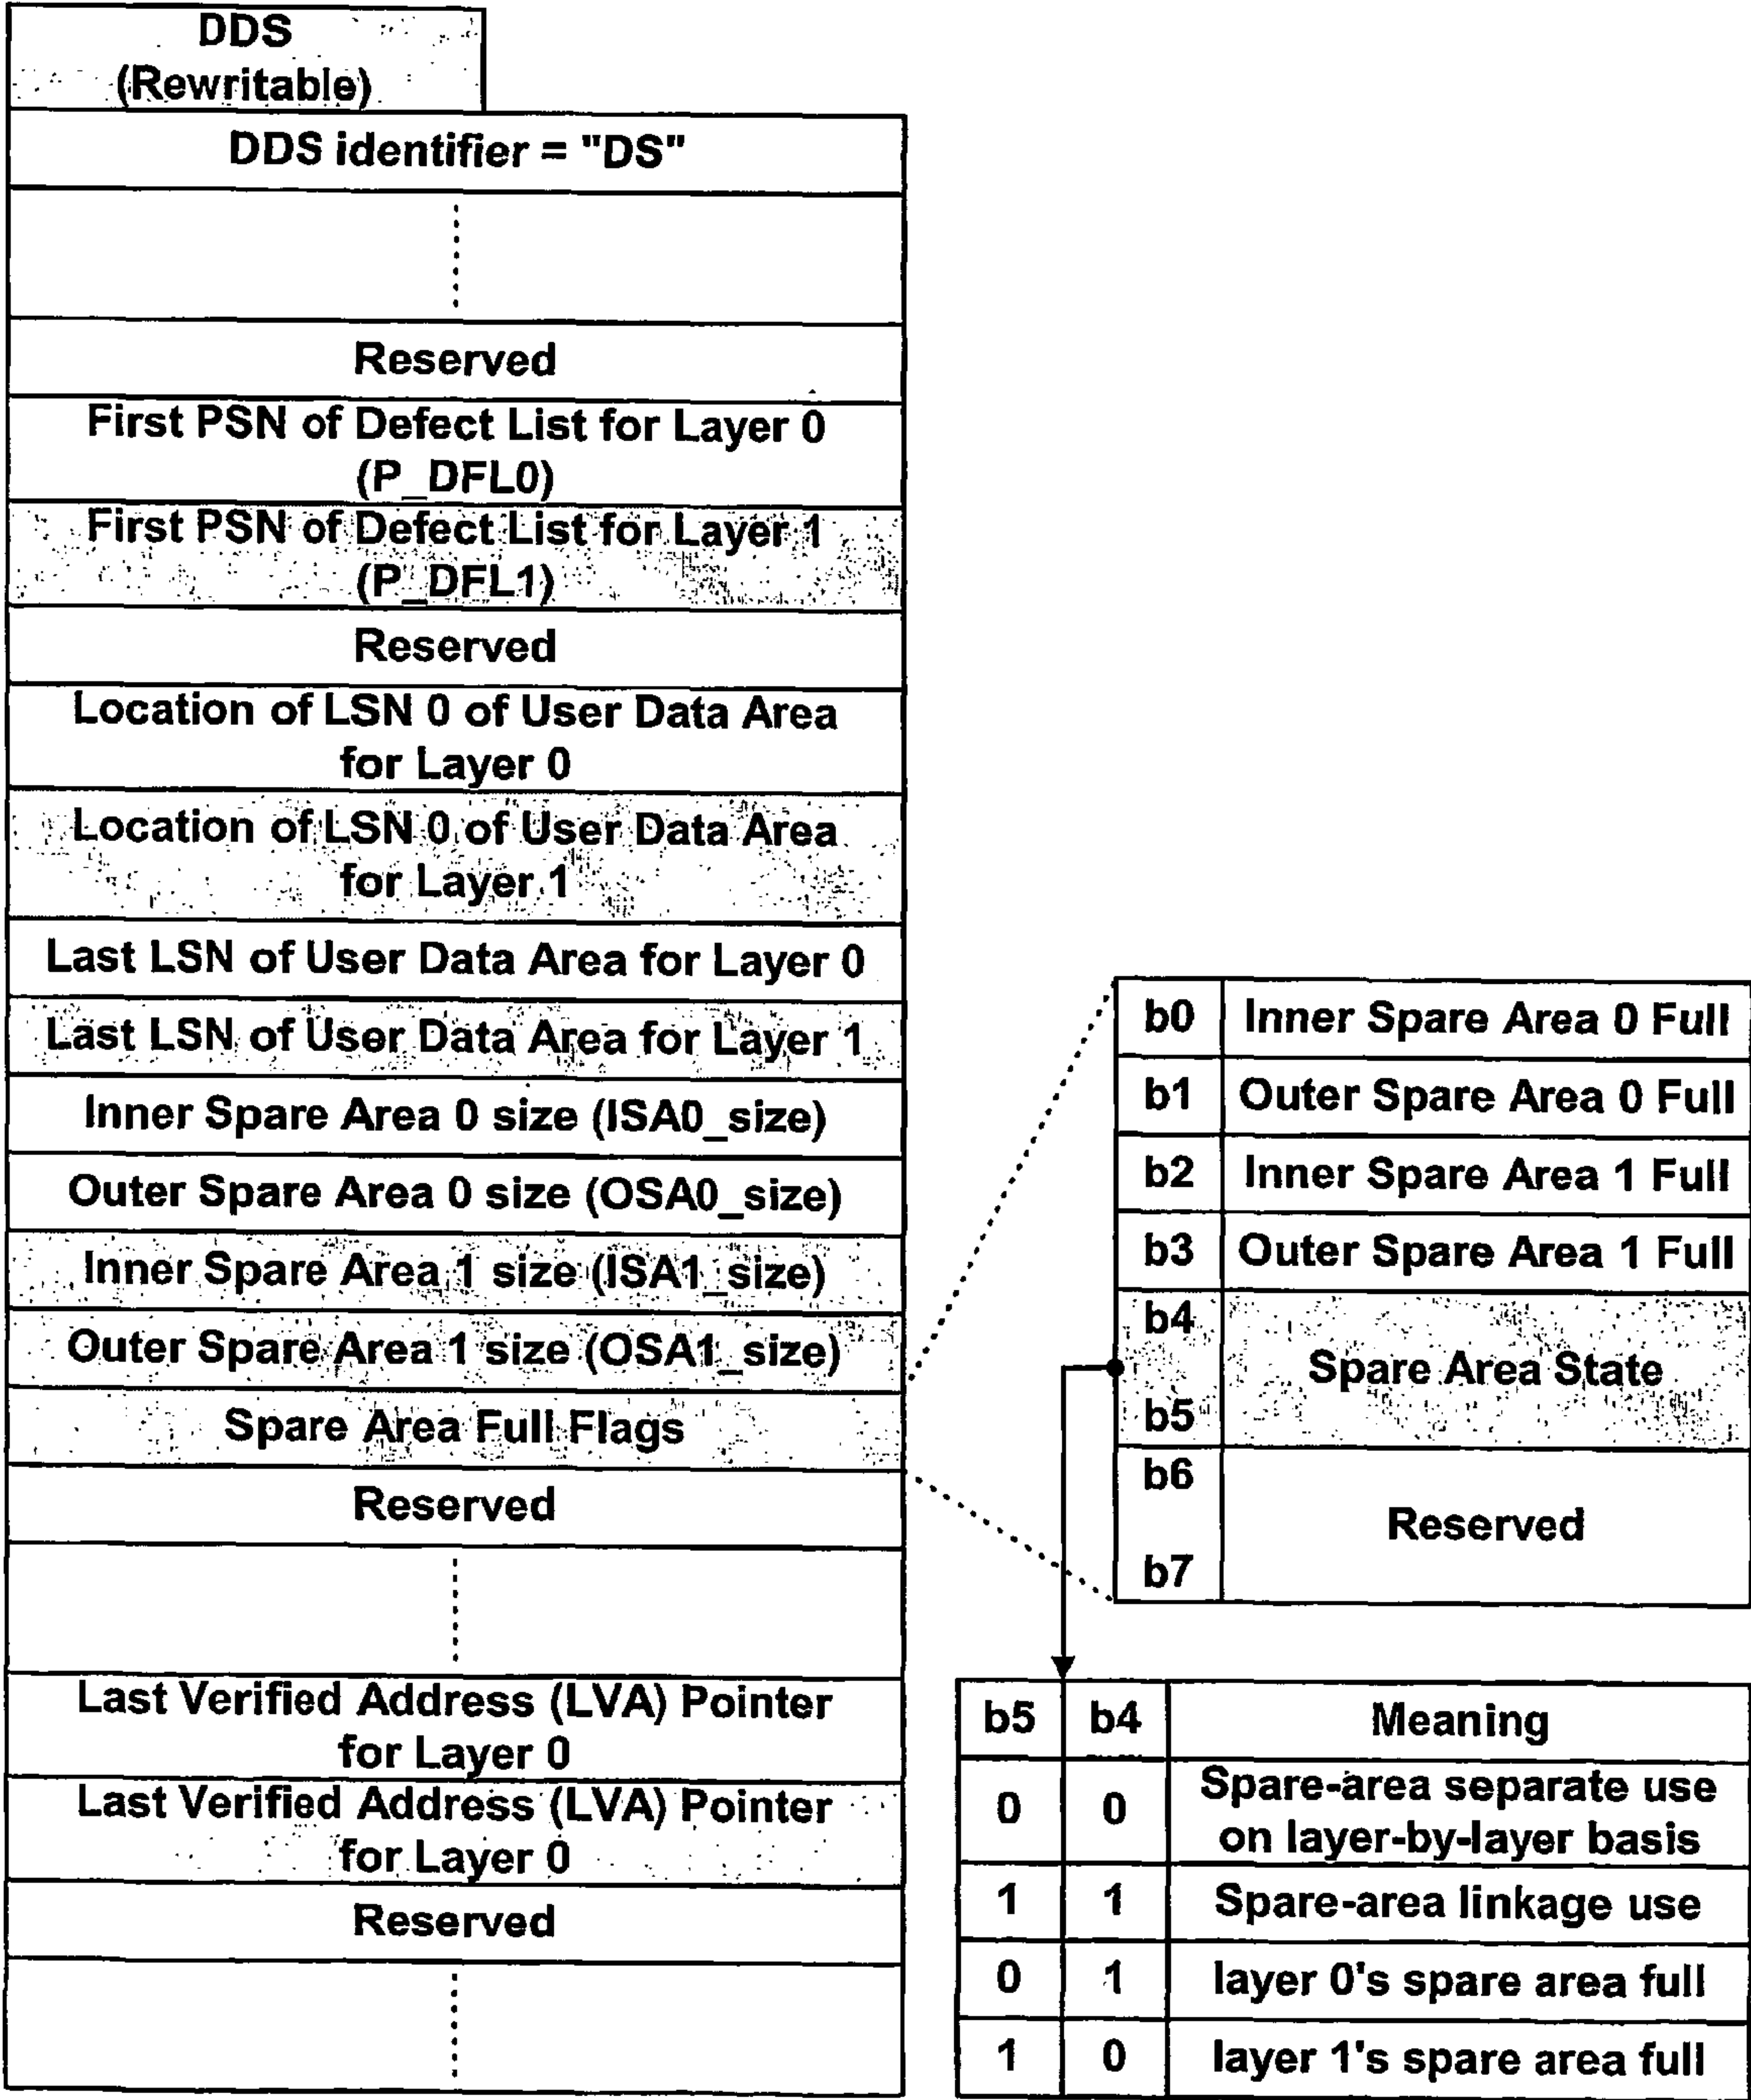 DDS
(Rewritable)
DDS identifier = "DS"
Reserved
First PSN of Defect List for Layer 0
(P_DFL0)
First PSN of Defect List for Layer 1
(P_DFL1)
Reserved
Location of LSN 0 of User Data Area
for Layer 0
Location of LSN 0 of User Data Area
for Layer 1
Last LSN of User Data Area for Layer 0
Last LSN of User Data Area for Layer 1
Inner Spare Area 0 size (ISA0_size)
Outer Spare Area 0 size (OSA0_size)
Inner Spare Area 1 size (ISA1_size)
Outer Spare Area 1 size (OSA1_size)
Spare Area Full Flags
Reserved
Last Verified Address (LVA) Pointer
for Layer 0
Last Verified Address (LVA) Pointer
for Layer 0
Reserved
b0 Inner Spare Area 0 Full
b1 Outer Spare Area 0 Full
b2 Inner Spare Area 1 Full
b3 Outer Spare Area 1 Full
b4
Spare Area State
b5
b6
Reserved
b7
b5 b4 Meaning
0 0 Spare-area separate use
on layer-by-layer basis
1 1 Spare-area linkage use
0 1 layer 0's spare area full
1 0 layer 1's spare area full